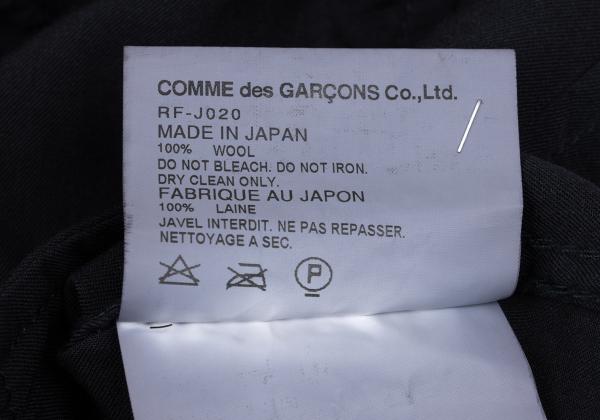 COMME des GARÇONS Co.,Ltd.
RF-J020
MADE IN JAPAN
100% WOOL
DO NOT BLEACH. DO NOT IRON.
DRY CLEAN ONLY.
FABRIQUE AU JAPON
100% LAINE
JAVEL INTERDIT. NE PAS REPASSER.
NETTOYAGE A SEC.
P